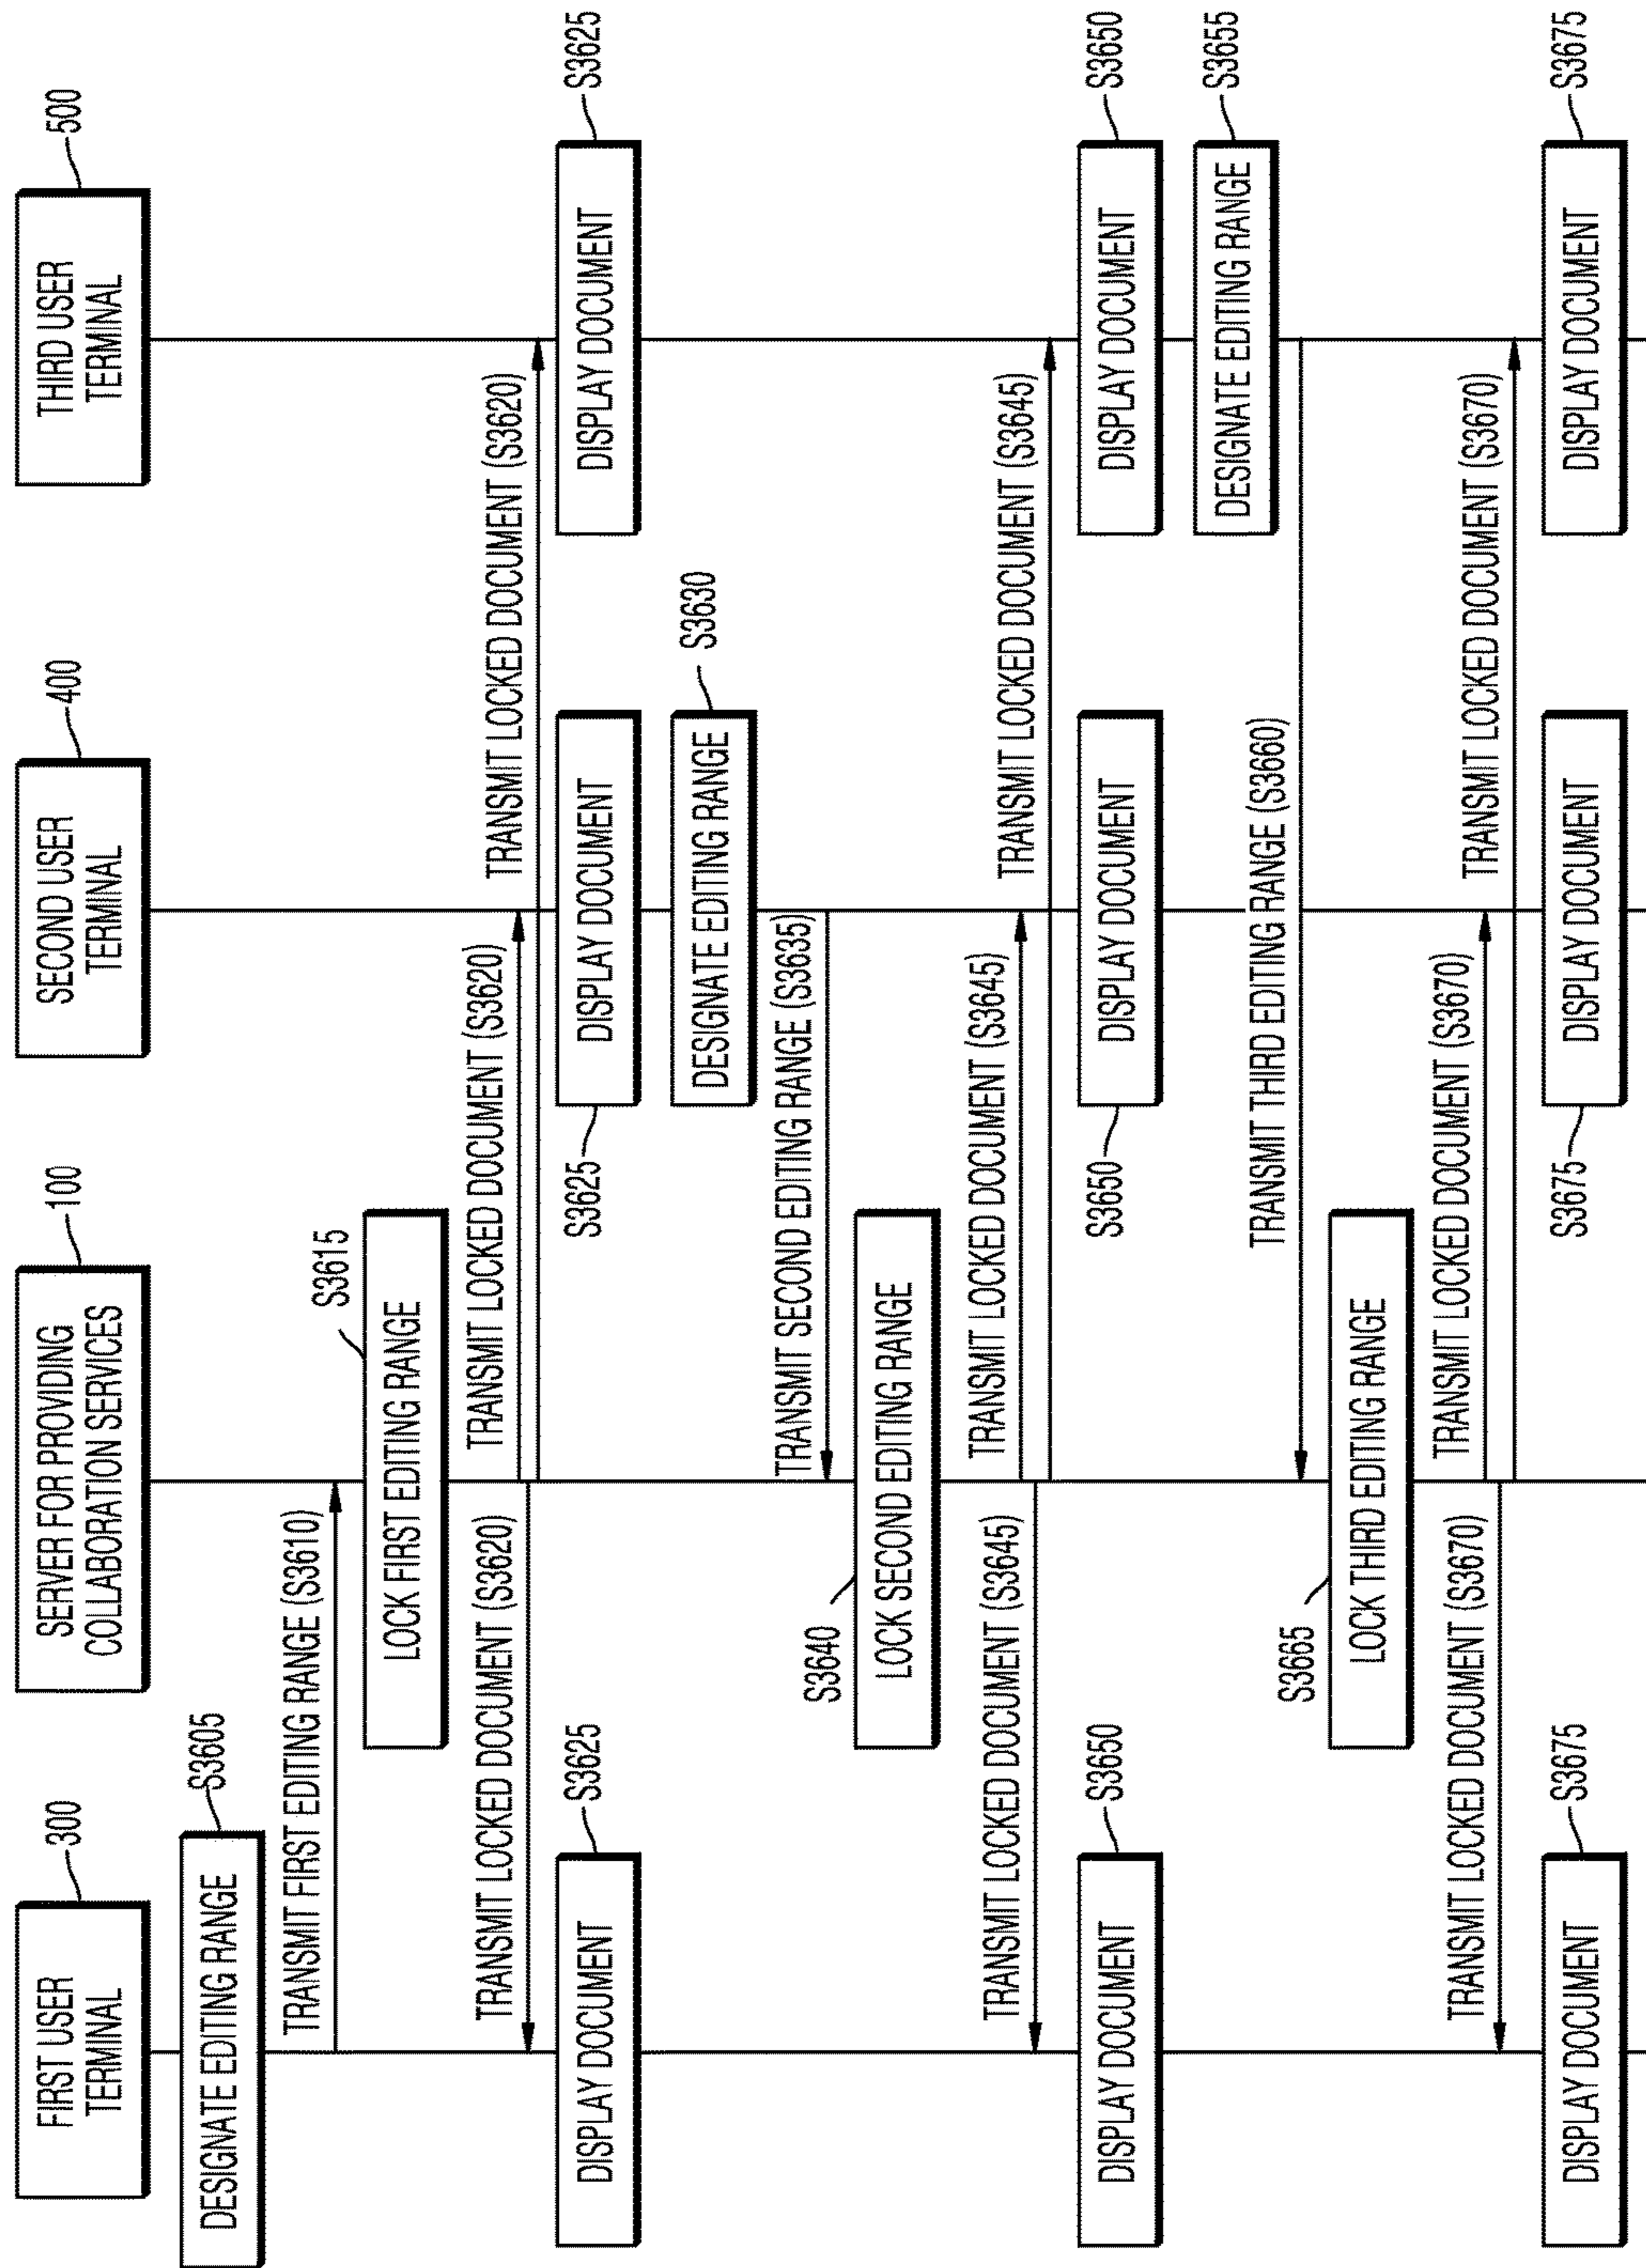 FIRST USER
TERMINAL
300
SERVER FOR PROVIDING
COLLABORATION SERVICES
100
SECOND USER
TERMINAL
400
THIRD USER
TERMINAL
500
DESIGNATE EDITING RANGE
S3605
TRANSMIT FIRST EDITING RANGE (S3610)
LOCK FIRST EDITING RANGE
S3615
TRANSMIT LOCKED DOCUMENT (S3620)
TRANSMIT LOCKED DOCUMENT (S3620)
TRANSMIT LOCKED DOCUMENT (S3620)
DISPLAY DOCUMENT
S3625
S3625
DISPLAY DOCUMENT
DISPLAY DOCUMENT
S3625
DESIGNATE EDITING RANGE
S3630
TRANSMIT SECOND EDITING RANGE (S3635)
S3640
LOCK SECOND EDITING RANGE
TRANSMIT LOCKED DOCUMENT (S3645)
TRANSMIT LOCKED DOCUMENT (S3645)
TRANSMIT LOCKED DOCUMENT (S3645)
DISPLAY DOCUMENT
S3650
S3650
DISPLAY DOCUMENT
DISPLAY DOCUMENT
S3650
DESIGNATE EDITING RANGE
S3655
TRANSMIT THIRD EDITING RANGE (S3660)
S3665
LOCK THIRD EDITING RANGE
TRANSMIT LOCKED DOCUMENT (S3670)
TRANSMIT LOCKED DOCUMENT (S3670)
TRANSMIT LOCKED DOCUMENT (S3670)
DISPLAY DOCUMENT
S3675
S3675
DISPLAY DOCUMENT
DISPLAY DOCUMENT
S3675